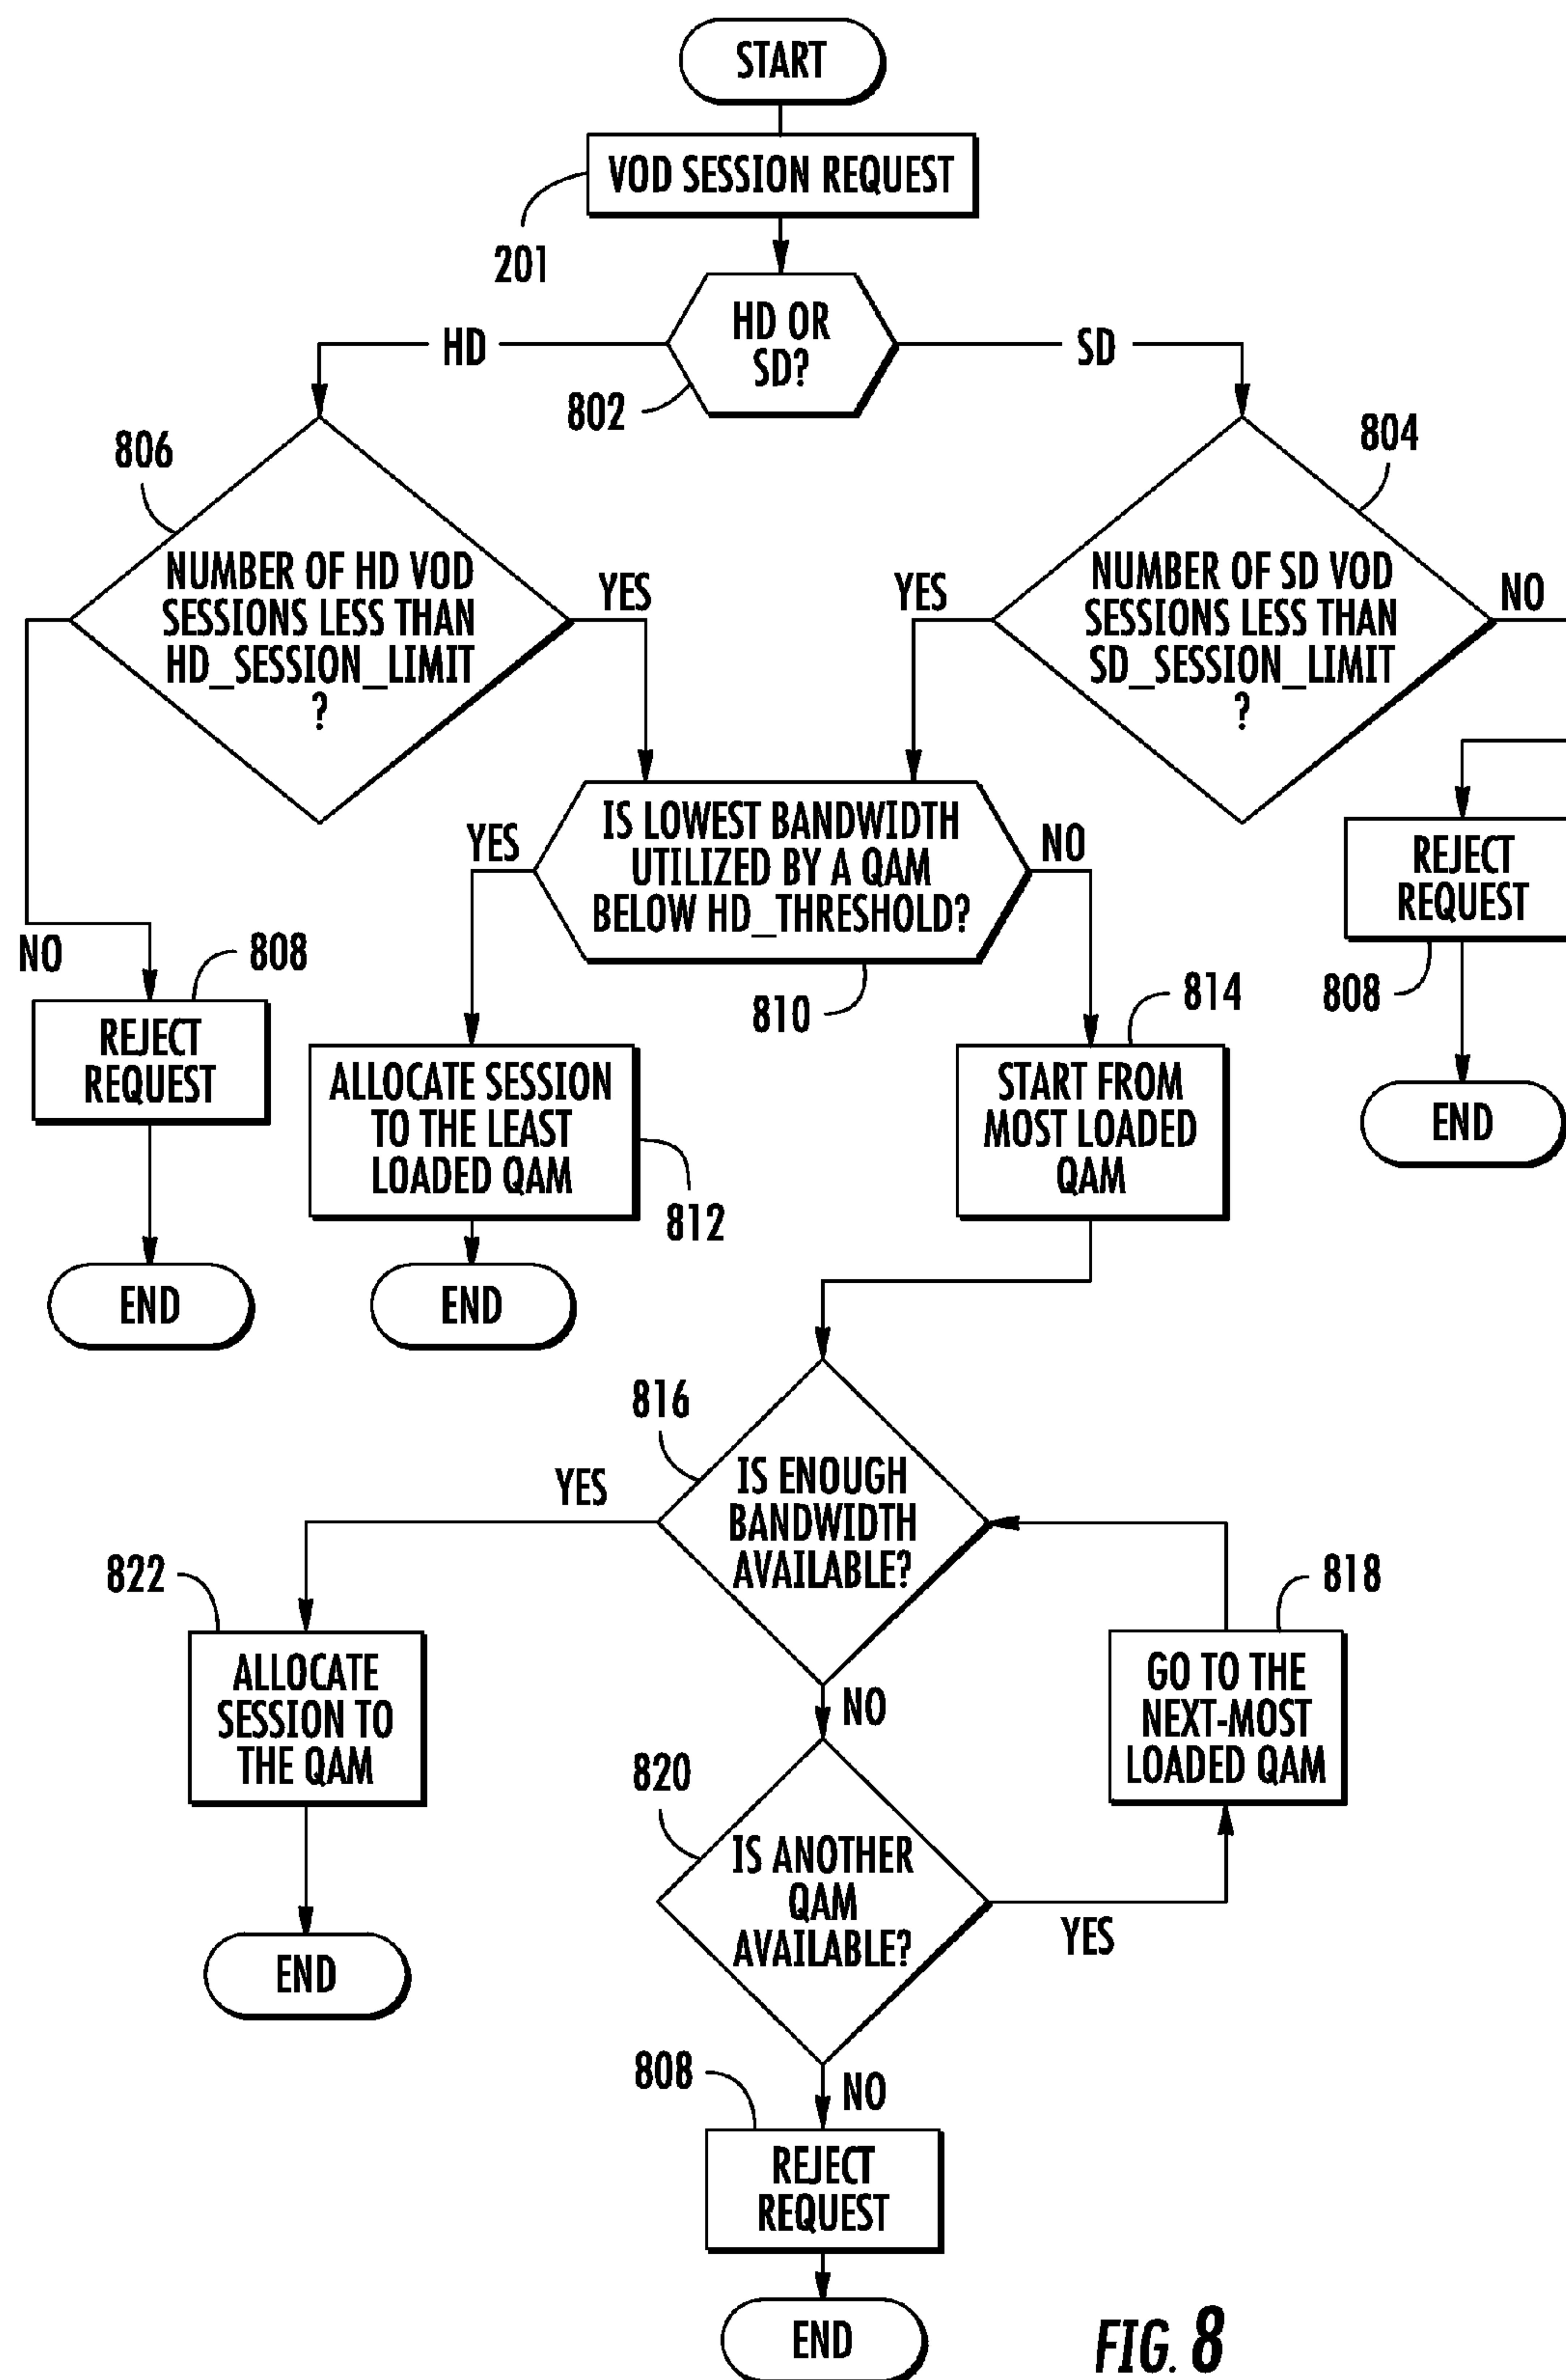 START
VOD SESSION REQUEST
201
HD OR
SD?
HD
SD
802
806
804
NUMBER OF HD VOD
SESSIONS LESS THAN
HD_SESSION_LIMIT
?
YES
NO
NUMBER OF SD VOD
SESSIONS LESS THAN
SD_SESSION_LIMIT
?
YES
NO
IS LOWEST BANDWIDTH
UTILIZED BY A QAM
BELOW HD_THRESHOLD?
YES
NO
810
808
REJECT
REQUEST
END
808
REJECT
REQUEST
END
ALLOCATE SESSION
TO THE LEAST
LOADED QAM
812
END
814
START FROM
MOST LOADED
QAM
816
IS ENOUGH
BANDWIDTH
AVAILABLE?
YES
NO
822
ALLOCATE
SESSION TO
THE QAM
END
818
GO TO THE
NEXT-MOST
LOADED QAM
820
IS ANOTHER
QAM
AVAILABLE?
YES
NO
808
REJECT
REQUEST
END
FIG. 8